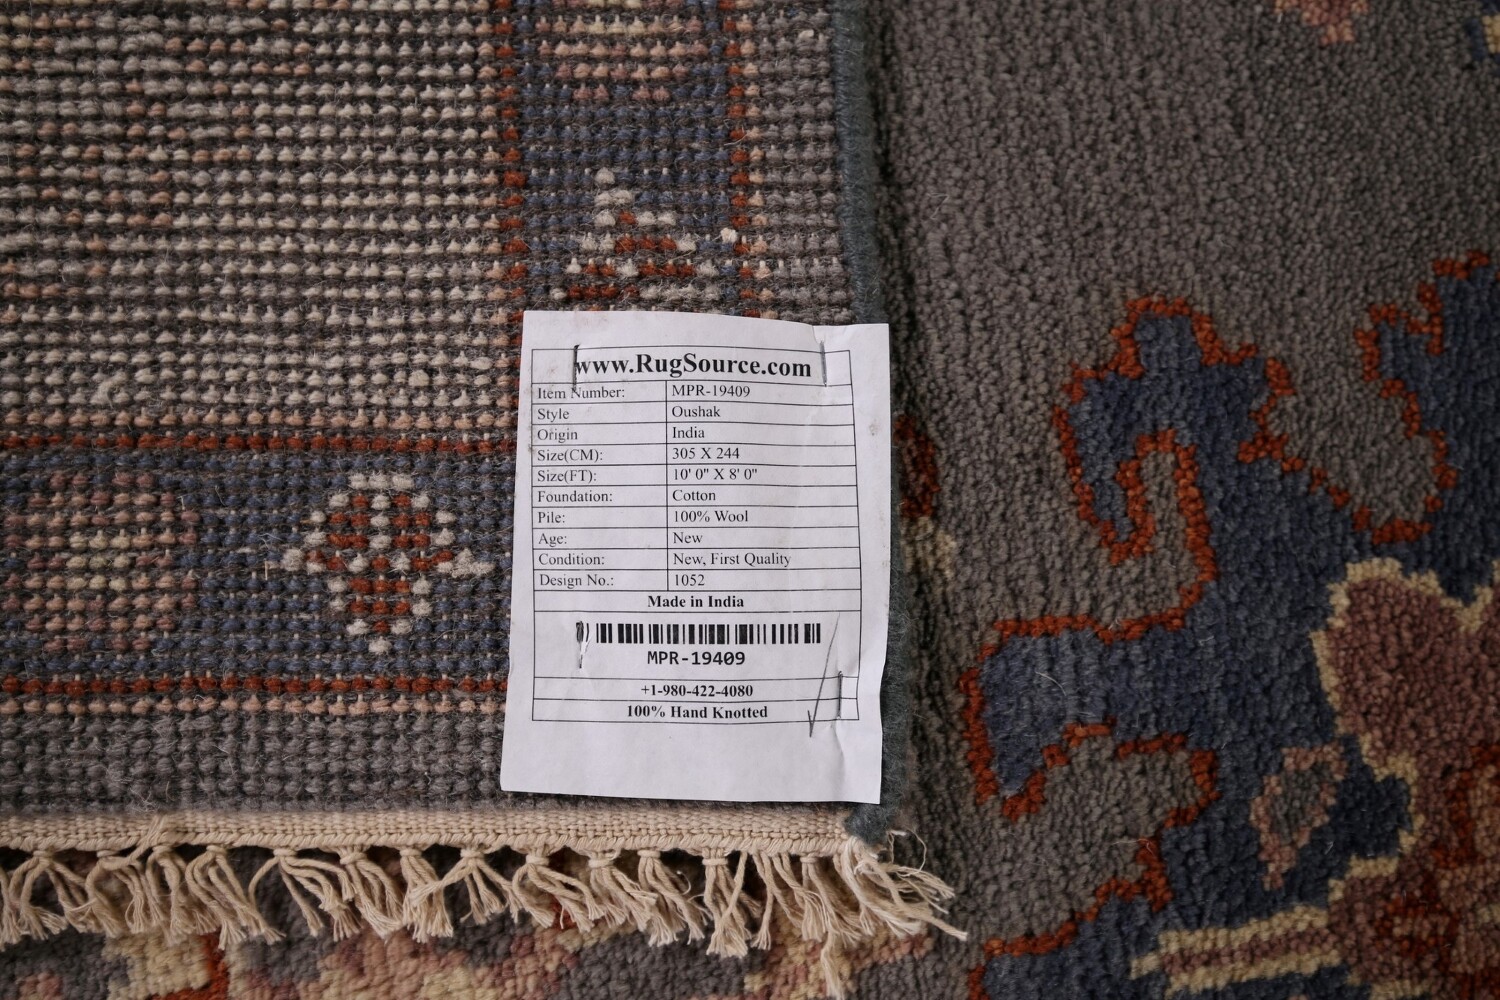 www.RugSource.com
Item Number: MPR-19409
Style Oushak
Origin India
Size(CM): 305 X 244
Size(FT): 10' 0" X 8' 0"
Foundation: Cotton
Pile: 100% Wool
Age: New
Condition: New, First Quality
Design No.: 1052
Made in India
MPR-19409
+1-980-422-4080
100% Hand Knotted